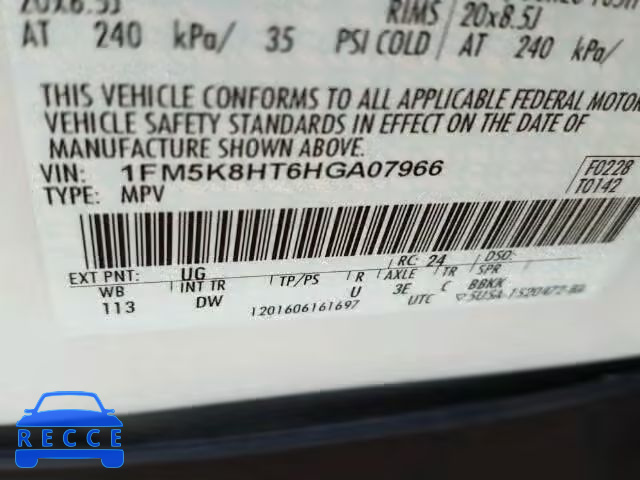 20x8.5J RIMS 20x8.5J
AT 240 kPa/ 35 PSI COLD AT 240 kPa/
THIS VEHICLE CONFORMS TO ALL APPLICABLE FEDERAL MOTOR
VEHICLE SAFETY STANDARDS IN EFFECT ON THE DATE OF
MANUFACTURE SHOWN ABOVE.
VIN: 1FM5K8HT6HGA07966
TYPE: MPV
F0228
T0142
EXT PNT: UG RC: 24 DSO:
WB INT TR TP/PS R AXLE TR SPR
113 DW U 3E C BBKK
1201606161697 UTC
RECCE